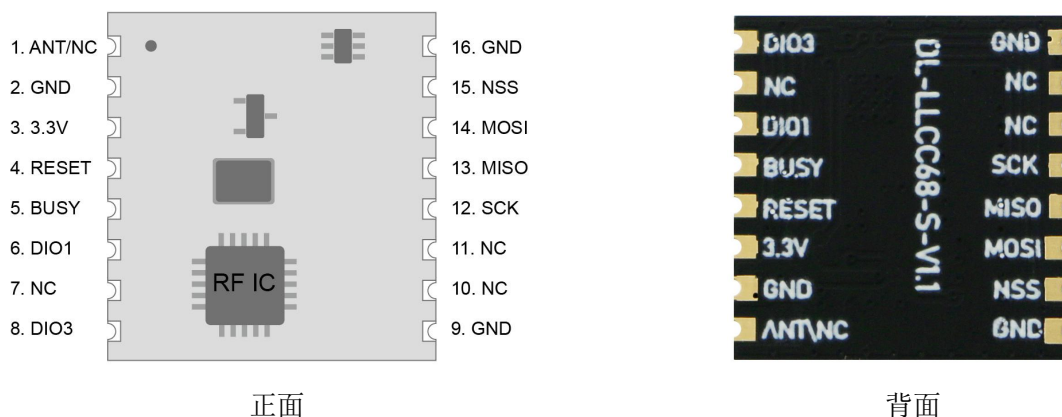 1. ANT/NC
2. GND
3. 3.3V
4. RESET
5. BUSY
6. DIO1
7. NC
8. DIO3
RF IC
16. GND
15. NSS
14. MOSI
13. MISO
12. SCK
11. NC
10. NC
9. GND
正面
DIO3
NC
DIO1
BUSY
RESET
3.3V
GND
ANT\NC
DL-LLCC68-S-V1.1
GND
NC
NC
SCK
MISO
MOSI
NSS
GND
背面